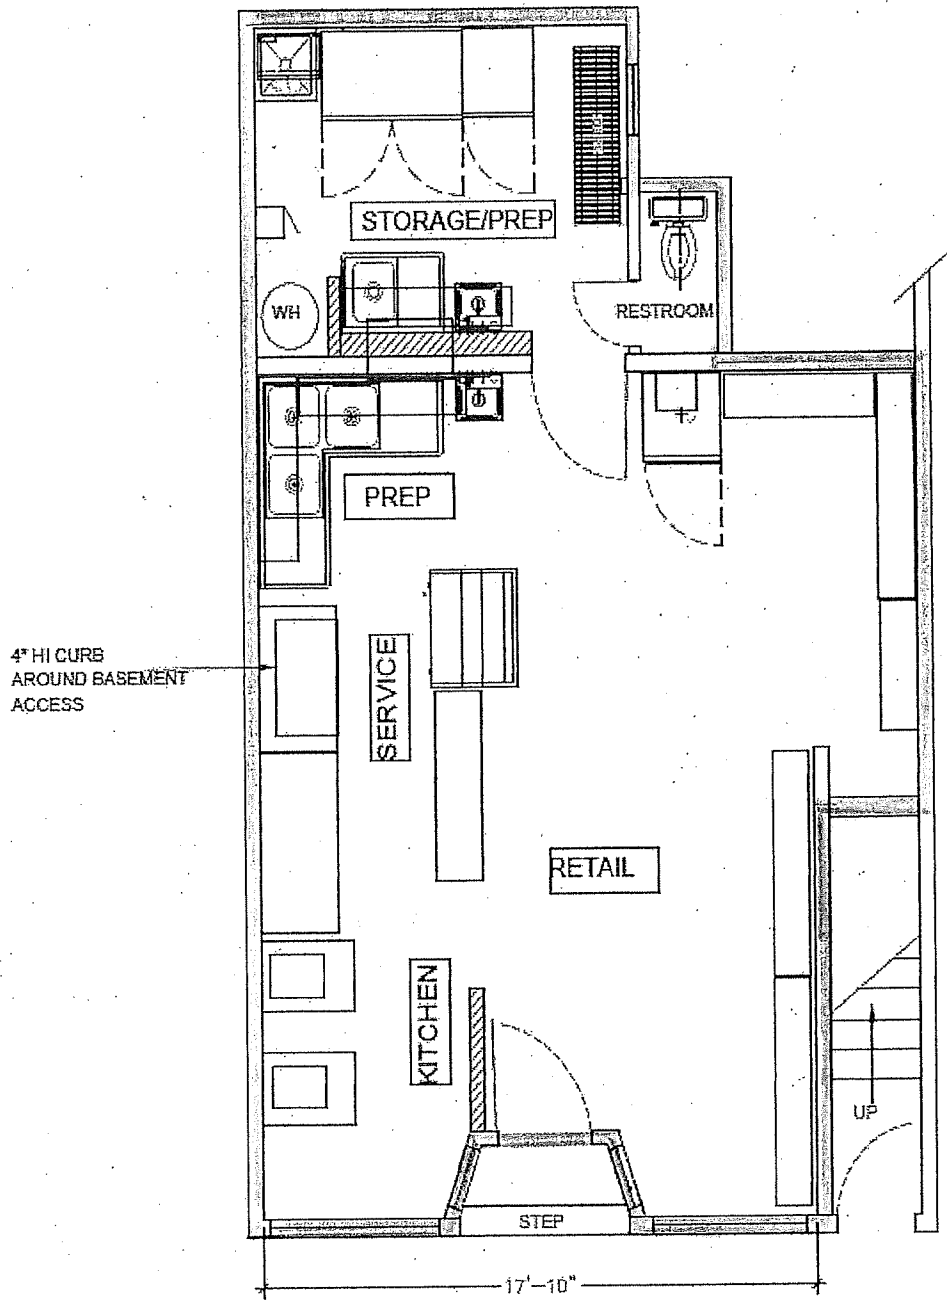 STORAGE/PREP
WH
RESTROOM
PREP
4" HI CURB
AROUND BASEMENT
ACCESS
SERVICE
RETAIL
KITCHEN
UP
STEP
17'-10"